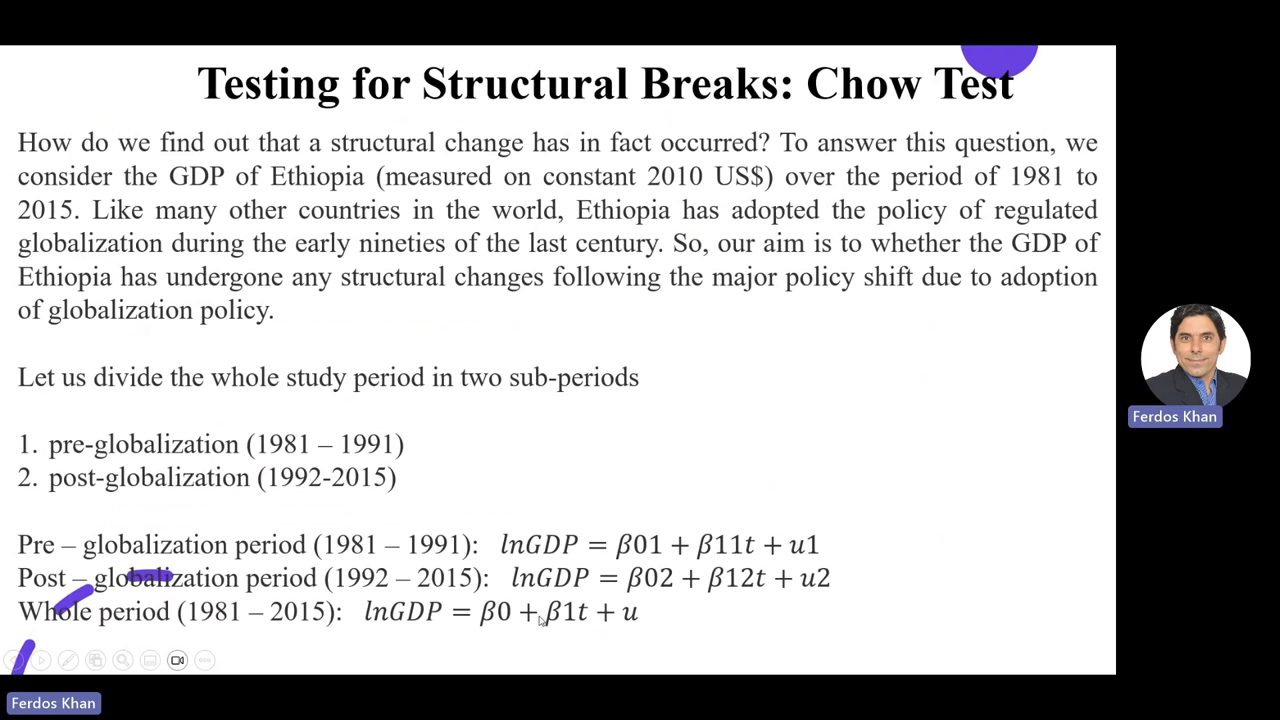 Testing for Structural Breaks: Chow Test
How do we find out that a structural change has in fact occurred? To answer this question, we
consider the GDP of Ethiopia (measured on constant 2010 US$) over the period of 1981 to
2015. Like many other countries in the world, Ethiopia has adopted the policy of regulated
globalization during the early nineties of the last century. So, our aim is to whether the GDP of
Ethiopia has undergone any structural changes following the major policy shift due to adoption
of globalization policy.
Let us divide the whole study period in two sub-periods
1. pre-globalization (1981 – 1991)
2. post-globalization (1992-2015)
Pre – globalization period (1981 – 1991): lnGDP = β01 + β11t + u1
Post – globalization period (1992 – 2015): lnGDP = β02 + β12t + u2
Whole period (1981 – 2015): lnGDP = β0 + β1t + u
Ferdos Khan
Ferdos Khan